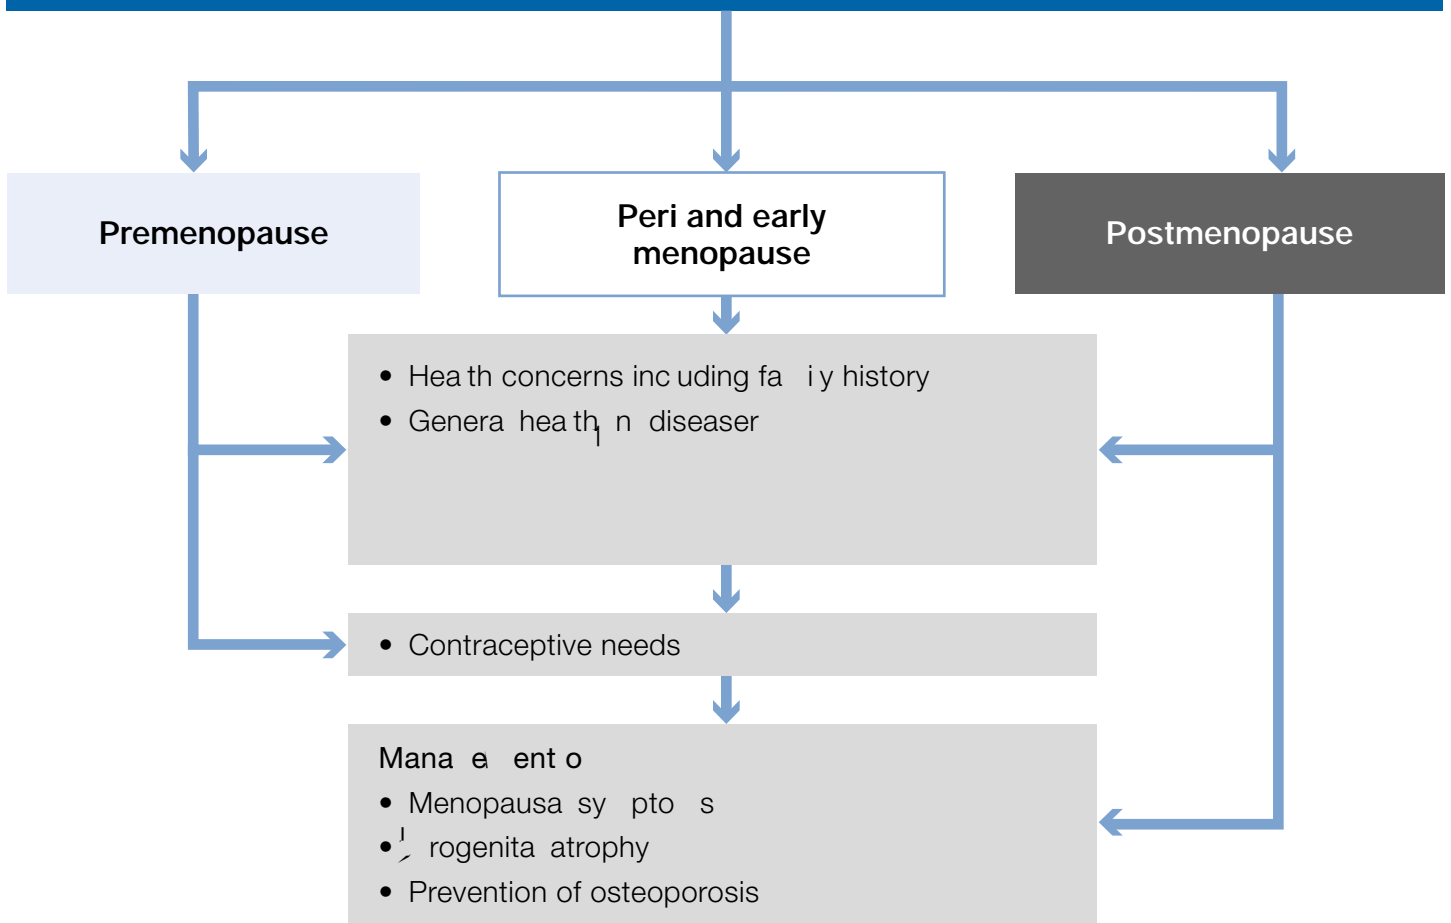 Premenopause
Peri and early
menopause
Postmenopause
• Hea th concerns inc uding fa i y history
• Genera hea th n diseaser
• Contraceptive needs
Mana e ent o
• Menopausa sy pto s
• rogenita atrophy
• Prevention of osteoporosis